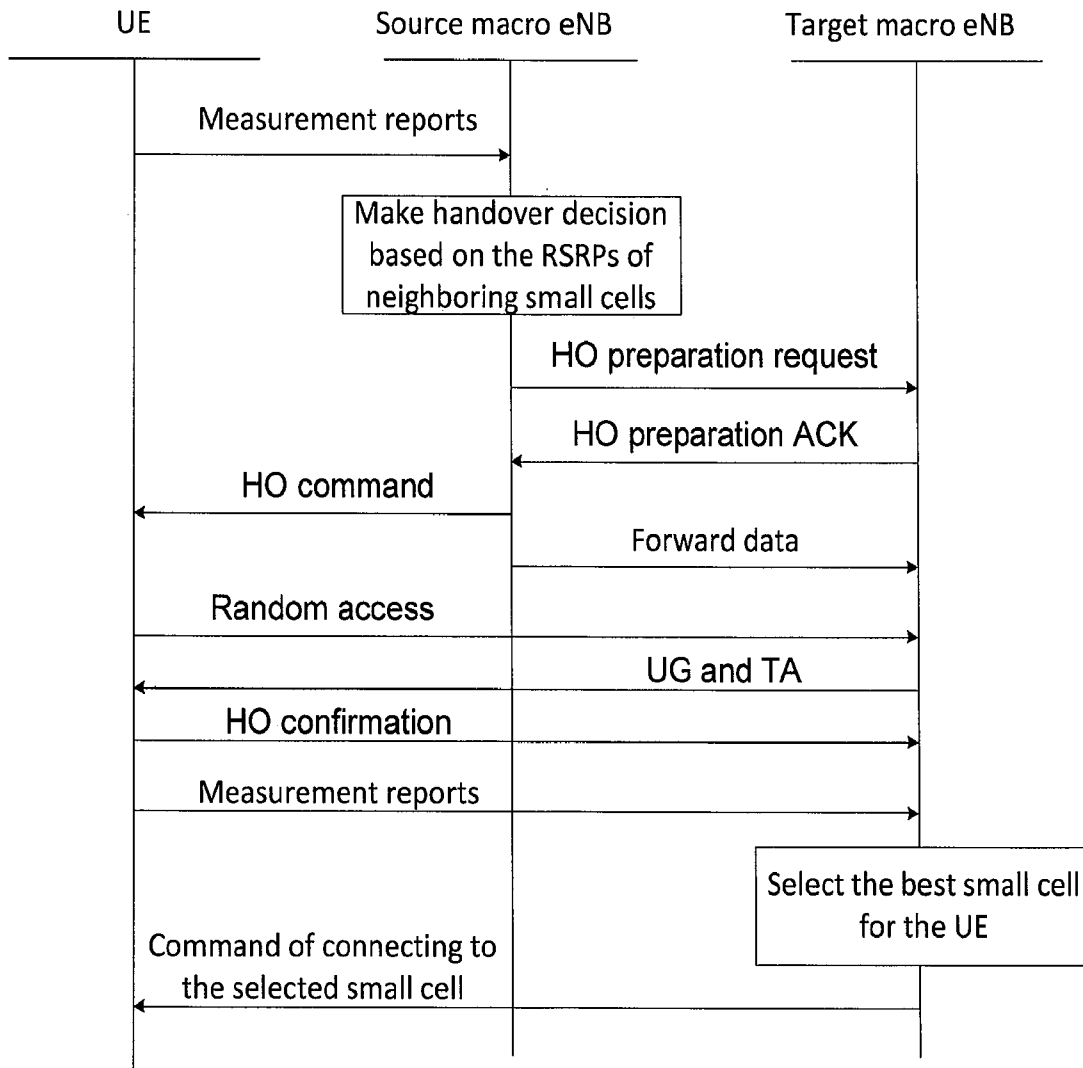 UE
Source macro eNB
Target macro eNB
Measurement reports
Make handover decision
based on the RSRPs of
neighboring small cells
HO preparation request
HO preparation ACK
HO command
Forward data
Random access
UG and TA
HO confirmation
Measurement reports
Select the best small cell
for the UE
Command of connecting to
the selected small cell